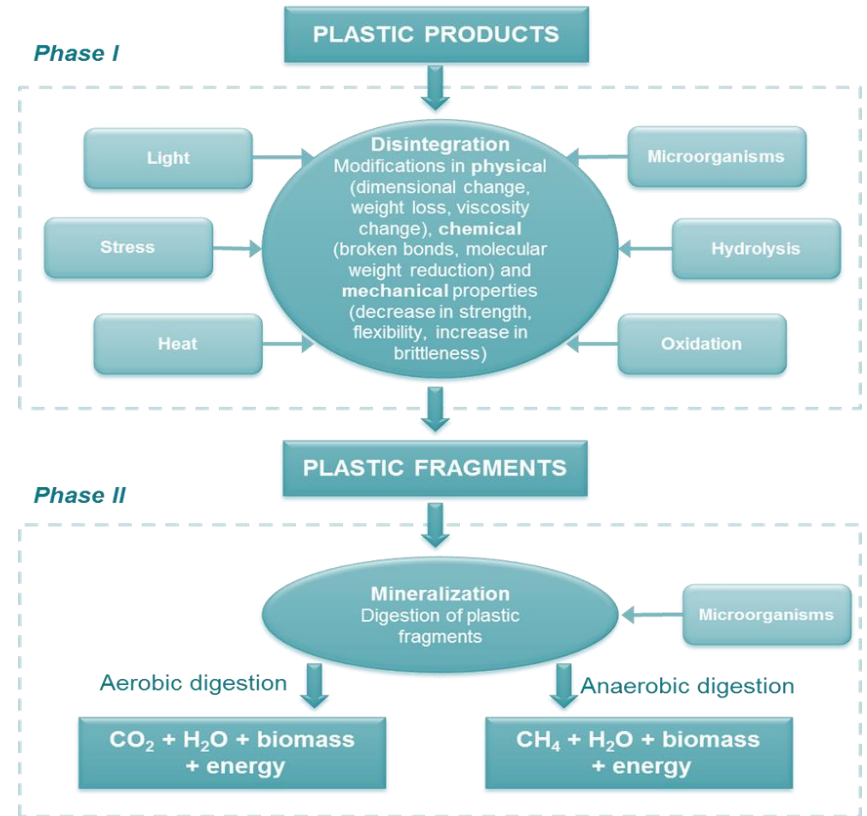 PLASTIC PRODUCTS
Phase I
Light
Stress
Heat
Disintegration
Modifications in physical
(dimensional change,
weight loss, viscosity
change), chemical
(broken bonds, molecular
weight reduction) and
mechanical properties
(decrease in strength,
flexibility, increase in
brittleness)
Microorganisms
Hydrolysis
Oxidation
PLASTIC FRAGMENTS
Phase II
Mineralization
Digestion of plastic
fragments
Microorganisms
Aerobic digestion
Anaerobic digestion
CO₂ + H₂O + biomass
+ energy
CH₄ + H₂O + biomass
+ energy